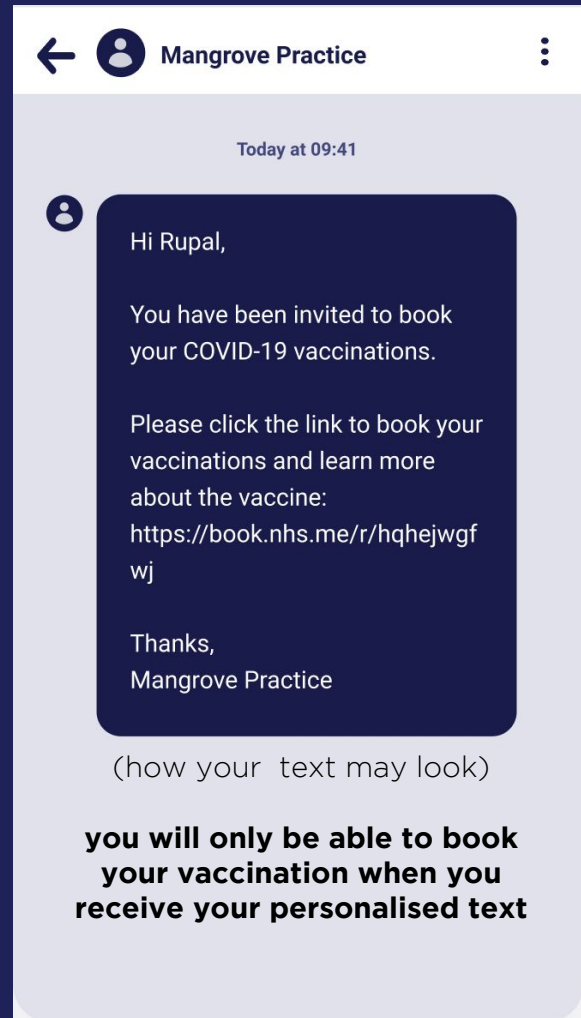 Mangrove Practice
Today at 09:41
Hi Rupal,
You have been invited to book
your COVID-19 vaccinations.
Please click the link to book your
vaccinations and learn more
about the vaccine:
https://book.nhs.me/r/hqhejwgf
wj
Thanks,
Mangrove Practice
(how your text may look)
you will only be able to book
your vaccination when you
receive your personalised text